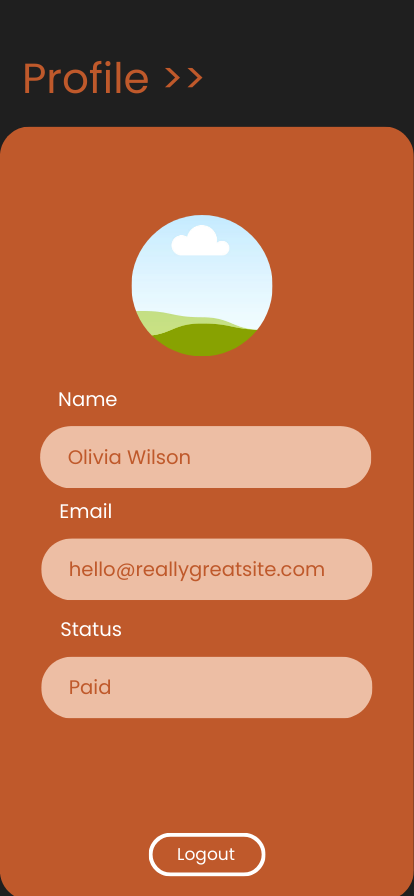 Profile >>
Name
Olivia Wilson
Email
hello@reallygreatsite.com
Status
Paid
Logout